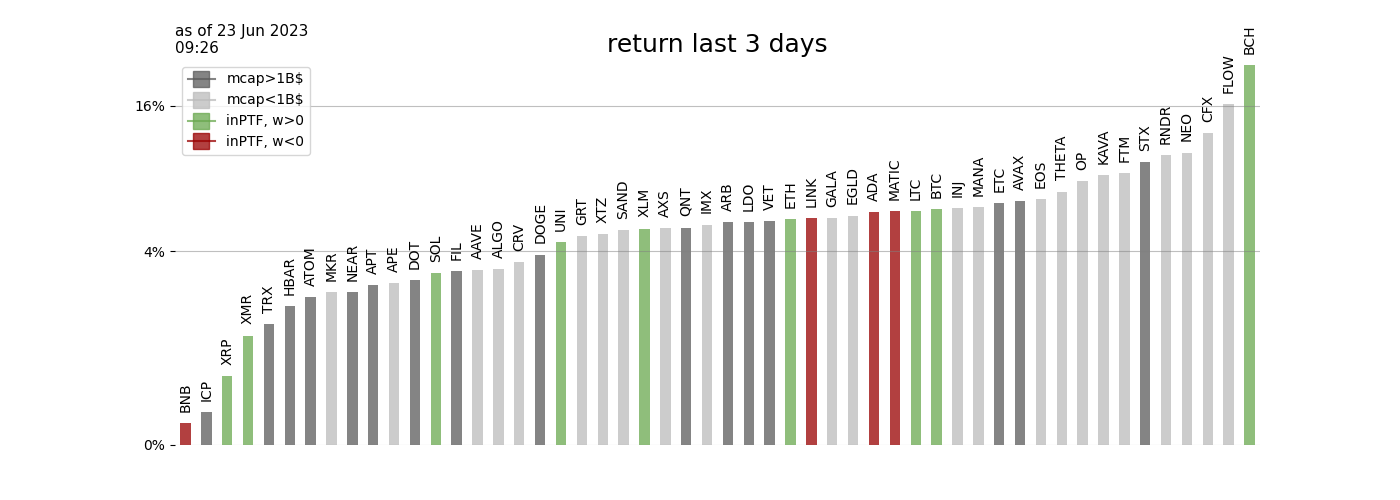 as of 23 Jun 2023
09:26
return last 3 days
mcap>1B$
mcap<1B$
inPTF, w>0
inPTF, w<0
16%
4%
0%
BNB
ICP
XRP
XMR
TRX
HBAR
ATOM
MKR
NEAR
APT
APE
DOT
SOL
FIL
AAVE
ALGO
CRV
DOGE
UNI
GRT
XTZ
SAND
XLM
AXS
QNT
IMX
ARB
LDO
VET
ETH
LINK
GALA
EGLD
ADA
MATIC
LTC
BTC
INJ
MANA
ETC
AVAX
EOS
THETA
OP
KAVA
FTM
STX
RNDR
NEO
CFX
FLOW
BCH